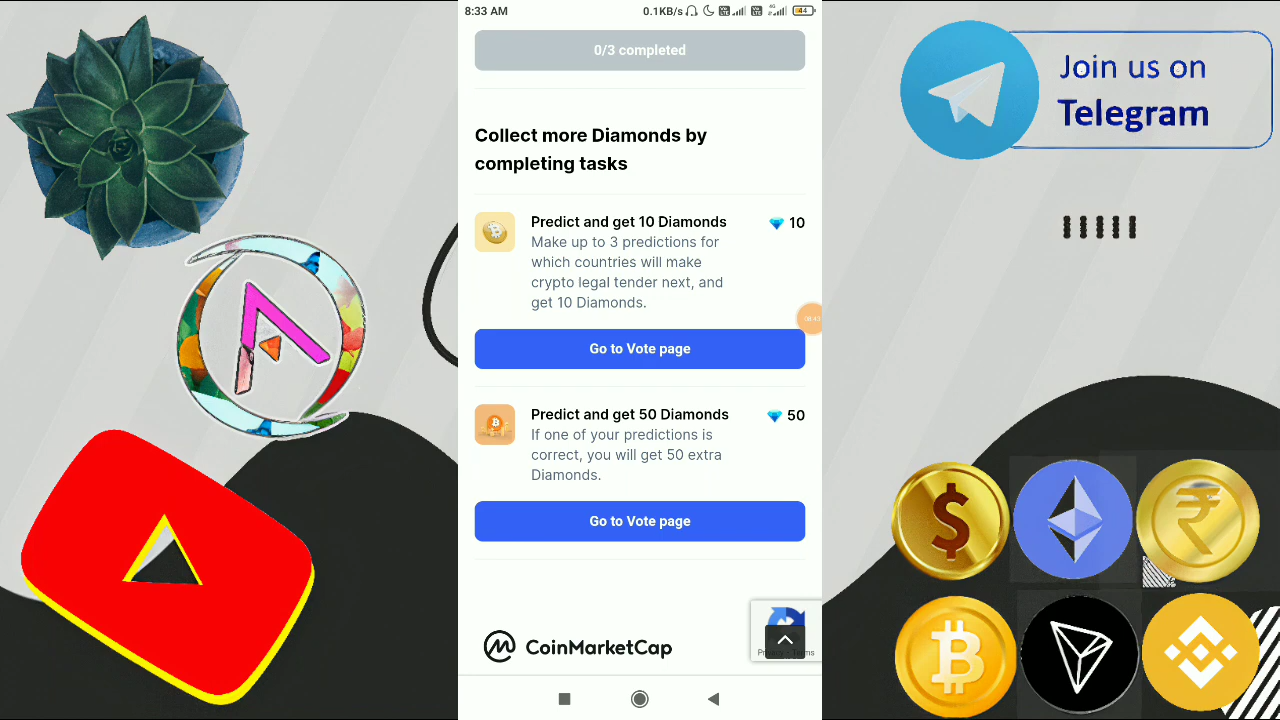 8:33 AM
0.1KB/s
44
0/3 completed
Join us on
Telegram
Collect more Diamonds by
completing tasks
Predict and get 10 Diamonds
10
Make up to 3 predictions for
which countries will make
crypto legal tender next, and
get 10 Diamonds.
Go to Vote page
Predict and get 50 Diamonds
50
If one of your predictions is
correct, you will get 50 extra
Diamonds.
Go to Vote page
CoinMarketCap